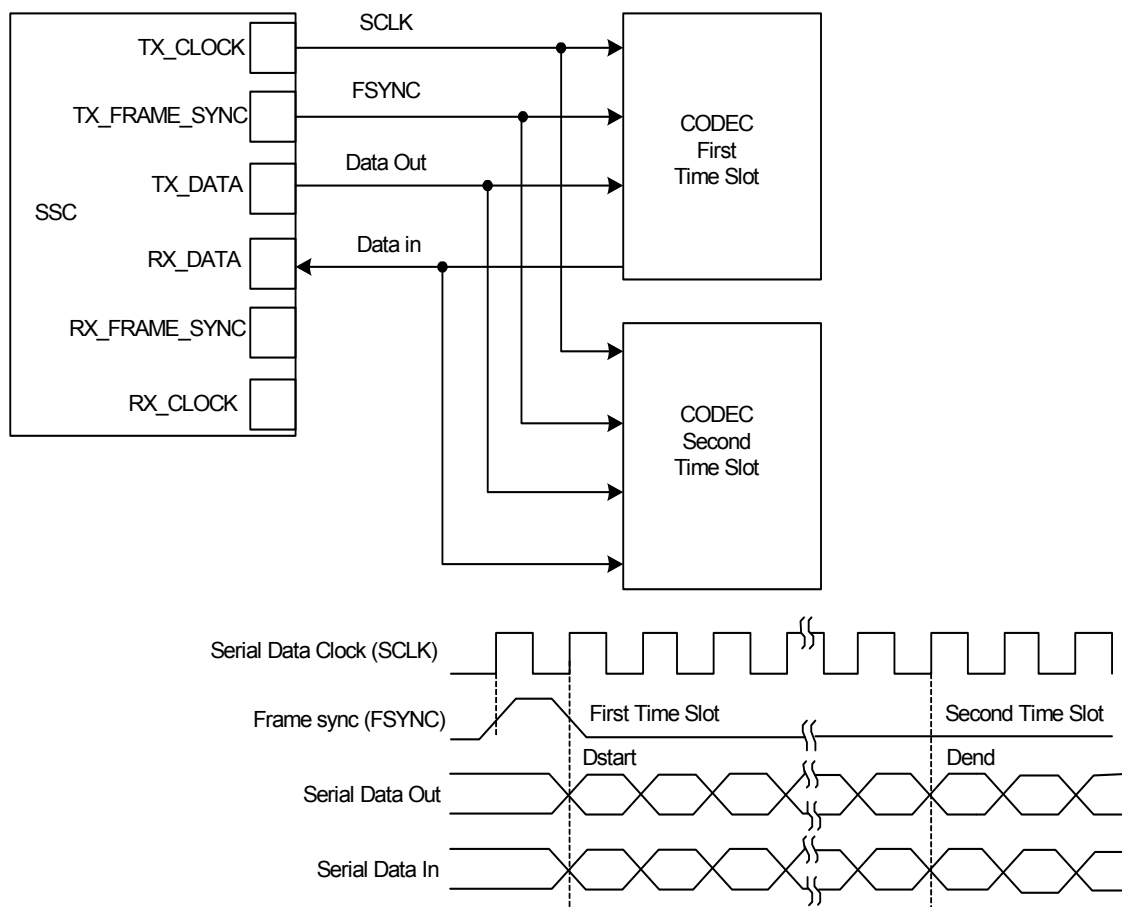 SCLK
TX_CLOCK
FSYNC
TX_FRAME_SYNC
CODEC
First
Time Slot
Data Out
TX_DATA
SSC
Data in
RX_DATA
RX_FRAME_SYNC
RX_CLOCK
CODEC
Second
Time Slot
Serial Data Clock (SCLK)
Frame sync (FSYNC)
First Time Slot
Second Time Slot
Dstart
Dend
Serial Data Out
Serial Data In